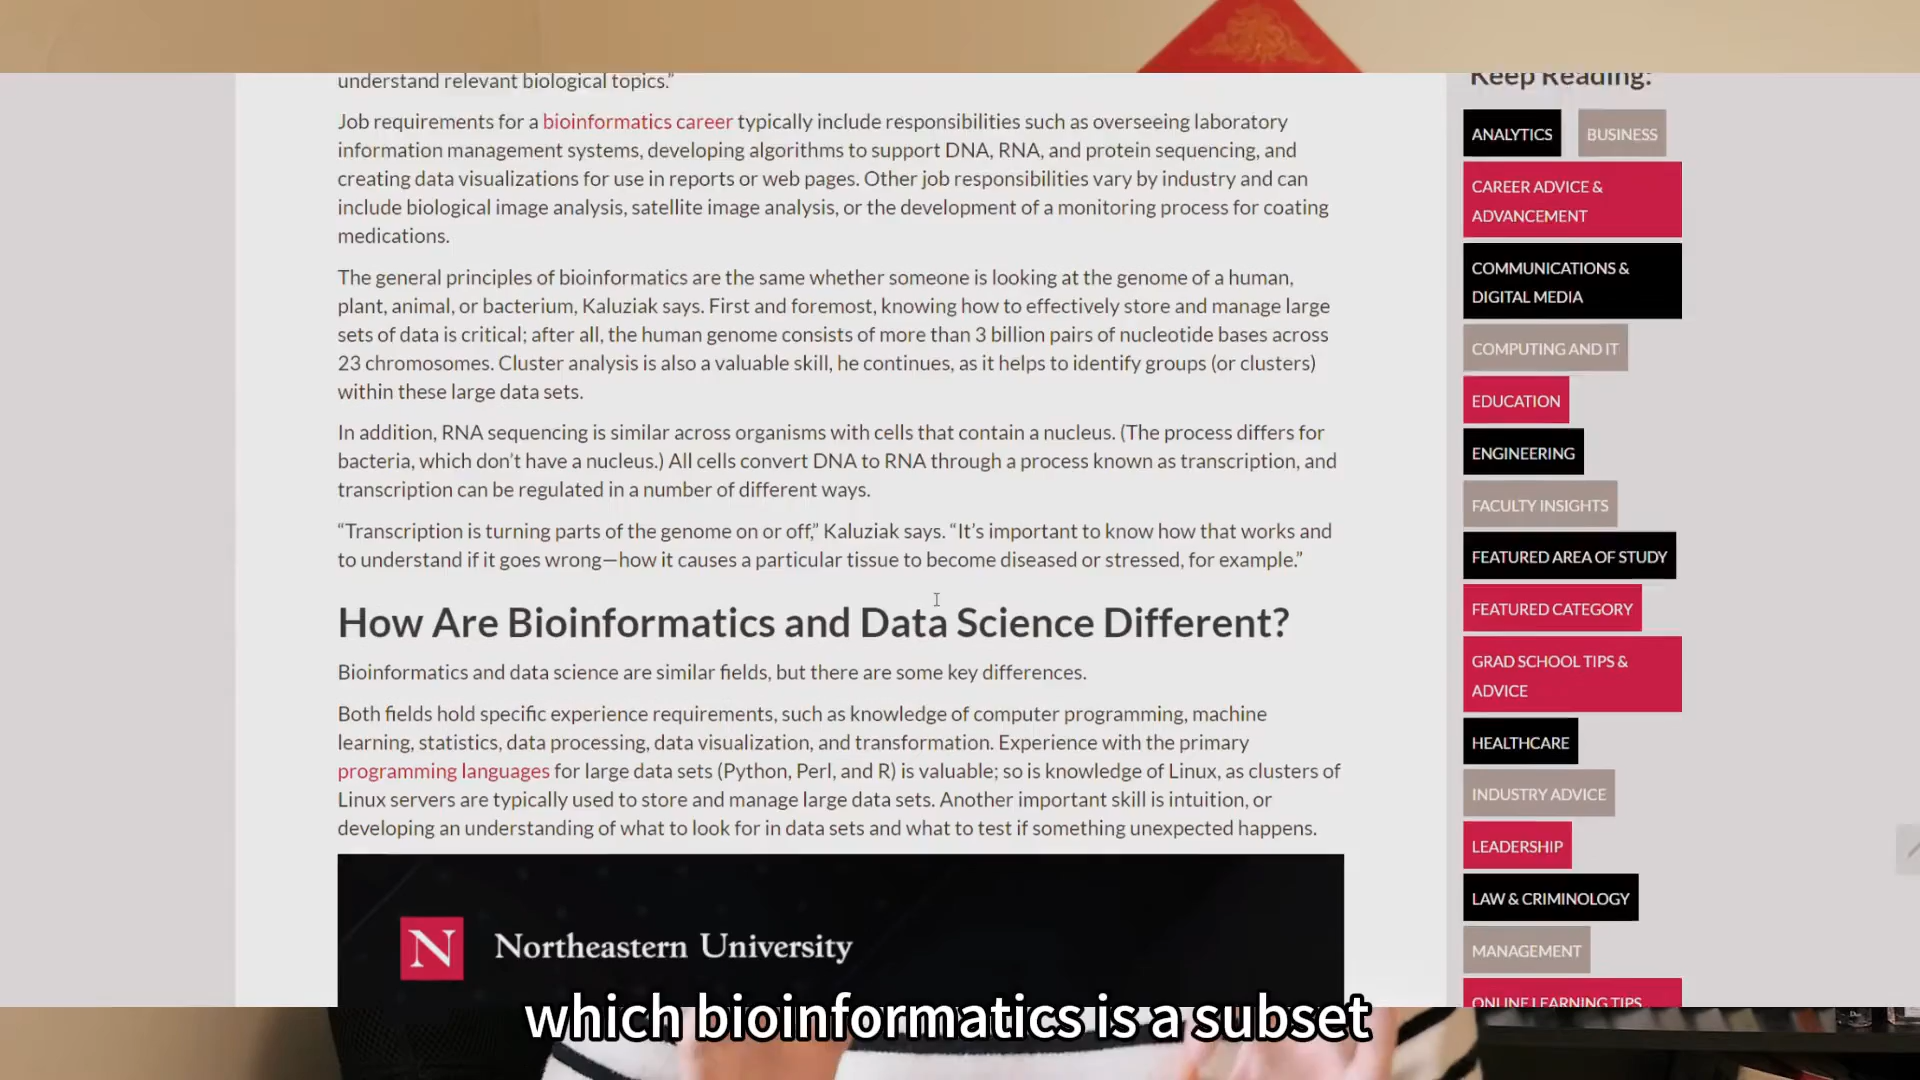 understand relevant biological topics.”
Job requirements for a bioinformatics career typically include responsibilities such as overseeing laboratory
information management systems, developing algorithms to support DNA, RNA, and protein sequencing, and
creating data visualizations for use in reports or web pages. Other job responsibilities vary by industry and can
include biological image analysis, satellite image analysis, or the development of a monitoring process for coating
medications.
The general principles of bioinformatics are the same whether someone is looking at the genome of a human,
plant, animal, or bacterium, Kaluziak says. First and foremost, knowing how to effectively store and manage large
sets of data is critical; after all, the human genome consists of more than 3 billion pairs of nucleotide bases across
23 chromosomes. Cluster analysis is also a valuable skill, he continues, as it helps to identify groups (or clusters)
within these large data sets.
In addition, RNA sequencing is similar across organisms with cells that contain a nucleus. (The process differs for
bacteria, which don’t have a nucleus.) All cells convert DNA to RNA through a process known as transcription, and
transcription can be regulated in a number of different ways.
“Transcription is turning parts of the genome on or off,” Kaluziak says. “It’s important to know how that works and
to understand if it goes wrong—how it causes a particular tissue to become diseased or stressed, for example.”
How Are Bioinformatics and Data Science Different?
Bioinformatics and data science are similar fields, but there are some key differences.
Both fields hold specific experience requirements, such as knowledge of computer programming, machine
learning, statistics, data processing, data visualization, and transformation. Experience with the primary
programming languages for large data sets (Python, Perl, and R) is valuable; so is knowledge of Linux, as clusters of
Linux servers are typically used to store and manage large data sets. Another important skill is intuition, or
developing an understanding of what to look for in data sets and what to test if something unexpected happens.
N Northeastern University
Keep Reading:
ANALYTICS BUSINESS
CAREER ADVICE &
ADVANCEMENT
COMMUNICATIONS &
DIGITAL MEDIA
COMPUTING AND IT
EDUCATION
ENGINEERING
FACULTY INSIGHTS
FEATURED AREA OF STUDY
FEATURED CATEGORY
GRAD SCHOOL TIPS &
ADVICE
HEALTHCARE
INDUSTRY ADVICE
LEADERSHIP
LAW & CRIMINOLOGY
MANAGEMENT
ONLINE LEARNING TIPS
which bioinformatics is a subset